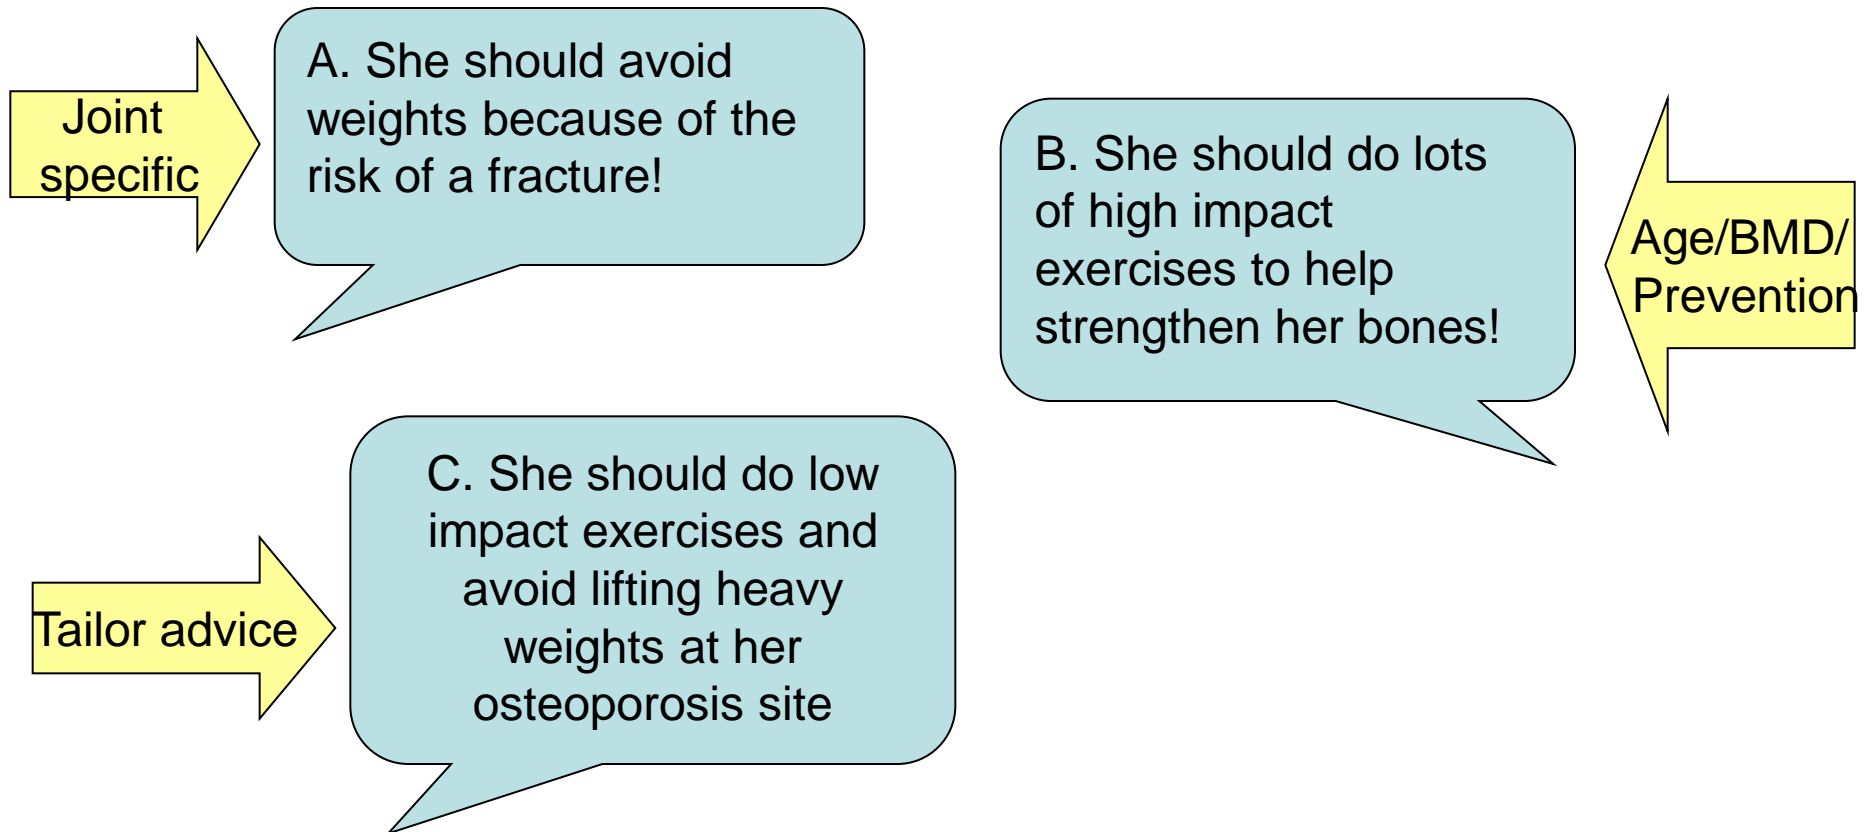 Joint
specific
A. She should avoid
weights because of the
risk of a fracture!
B. She should do lots
of high impact
exercises to help
strengthen her bones!
Age/BMD/
Prevention
Tailor advice
C. She should do low
impact exercises and
avoid lifting heavy
weights at her
osteoporosis site